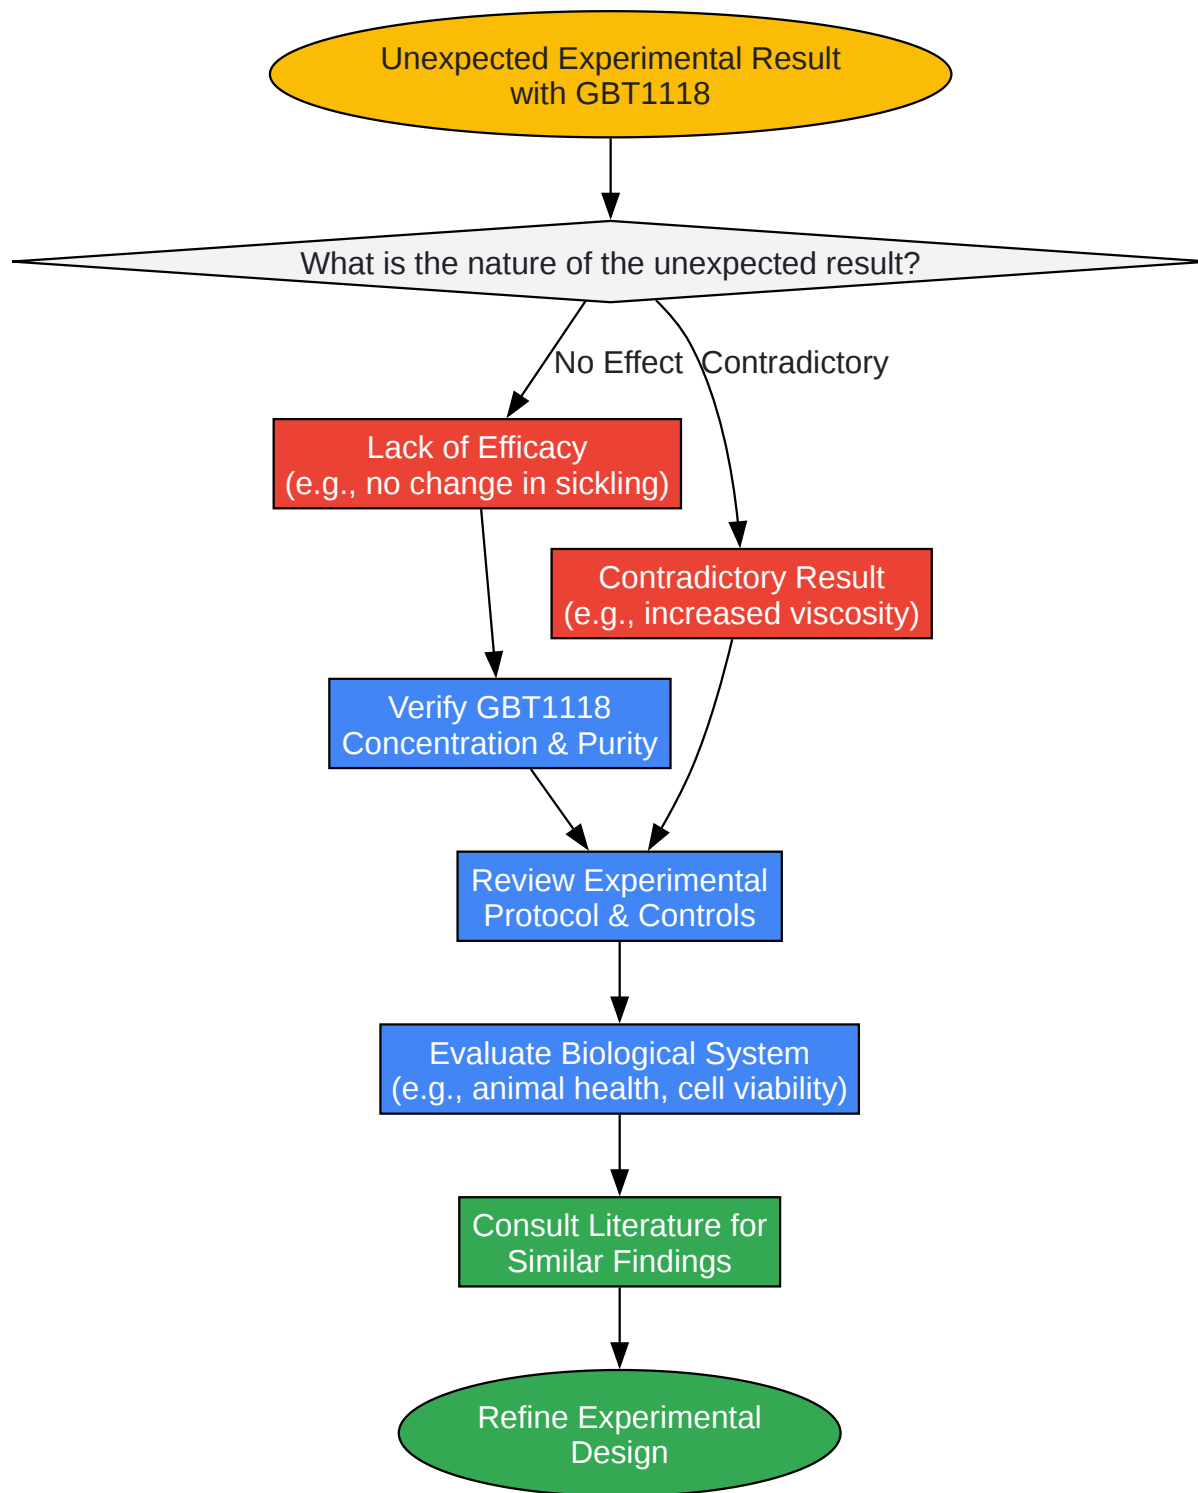 Unexpected Experimental Result
with GBT1118
What is the nature of the unexpected result?
No Effect
Contradictory
Lack of Efficacy
(e.g., no change in sickling)
Contradictory Result
(e.g., increased viscosity)
Verify GBT1118
Concentration & Purity
Review Experimental
Protocol & Controls
Evaluate Biological System
(e.g., animal health, cell viability)
Consult Literature for
Similar Findings
Refine Experimental
Design